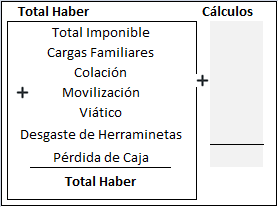 Total Haber Cálculos
Total Imponible
Cargas Familiares
Colación
+ Movilización +
Viático
Desgaste de Herraminetas
Pérdida de Caja
Total Haber